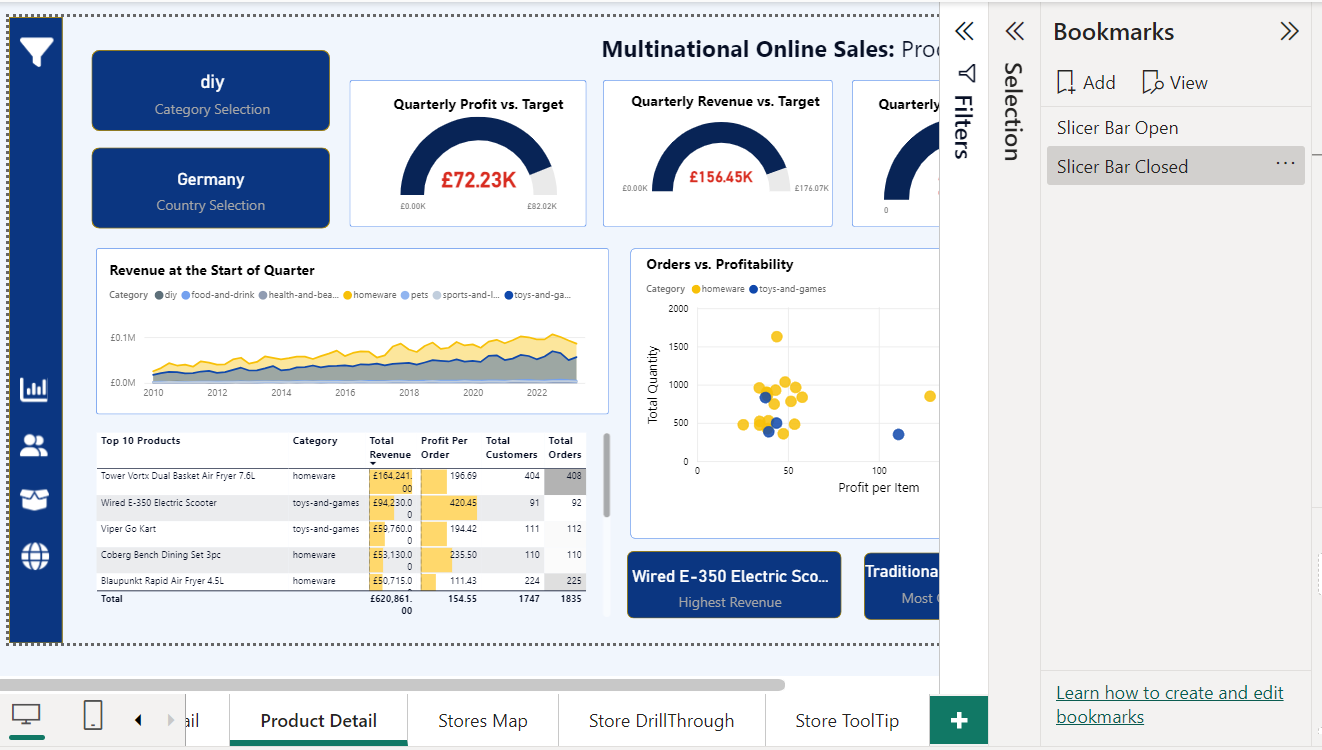 Multinational Online Sales: Proc
diy
Category Selection
Germany
Country Selection
Quarterly Profit vs. Target
£72.23K
£0.00K
£82.02K
Quarterly Revenue vs. Target
£156.45K
£0.00K
£176.07K
Quarterly
0
Revenue at the Start of Quarter
Category diy food-and-drink health-and-bea... homeware pets sports-and-l... toys-and-ga...
£0.1M
£0.0M
2010 2012 2014 2016 2018 2020 2022
Orders vs. Profitability
Category homeware toys-and-games
Total Quantity
2000
1500
1000
500
0
0 50 100
Profit per Item
Top 10 Products Category Total Revenue Profit Per Order Total Customers Total Orders
Tower Vortx Dual Basket Air Fryer 7.6L homeware £164,241.00 196.69 404 408
Wired E-350 Electric Scooter toys-and-games £94,230.00 420.45 91 92
Viper Go Kart toys-and-games £59,760.00 194.42 111 112
Coberg Bench Dining Set 3pc homeware £53,130.00 235.50 110 110
Blaupunkt Rapid Air Fryer 4.5L homeware £50,715.00 111.43 224 225
Total £620,861.00 154.55 1747 1835
Wired E-350 Electric Sco...
Highest Revenue
Traditiona
Most
Filters
Selection
Bookmarks
Add View
Slicer Bar Open
Slicer Bar Closed ...
Learn how to create and edit
bookmarks
ail Product Detail Stores Map Store DrillThrough Store ToolTip +